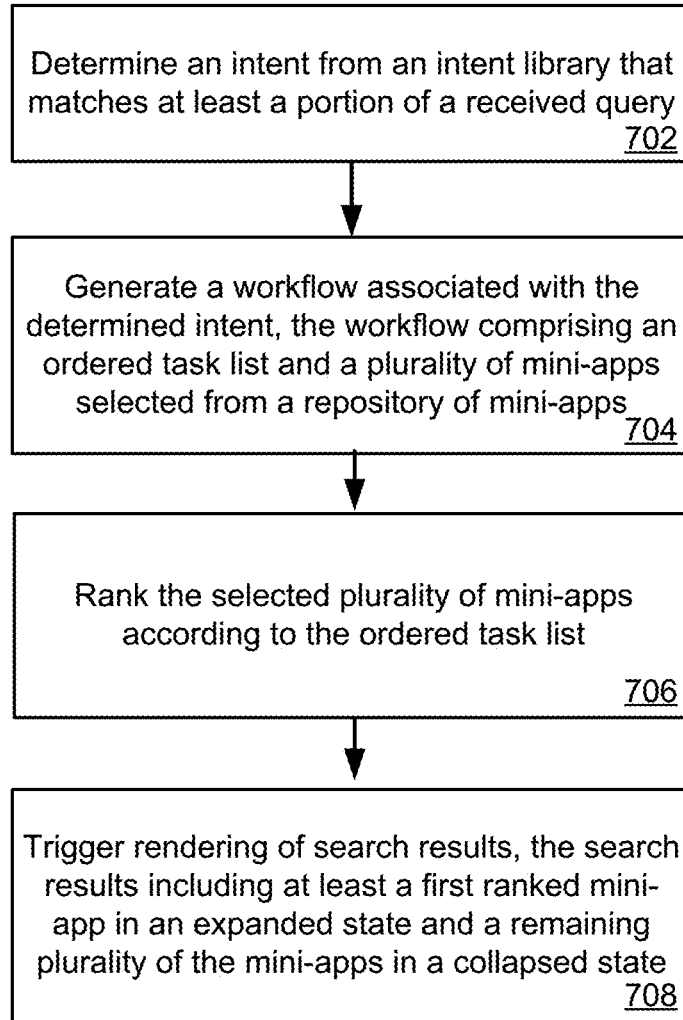 Determine an intent from an intent library that
matches at least a portion of a received query
702
Generate a workflow associated with the
determined intent, the workflow comprising an
ordered task list and a plurality of mini-apps
selected from a repository of mini-apps
704
Rank the selected plurality of mini-apps
according to the ordered task list
706
Trigger rendering of search results, the search
results including at least a first ranked mini-
app in an expanded state and a remaining
plurality of the mini-apps in a collapsed state
708